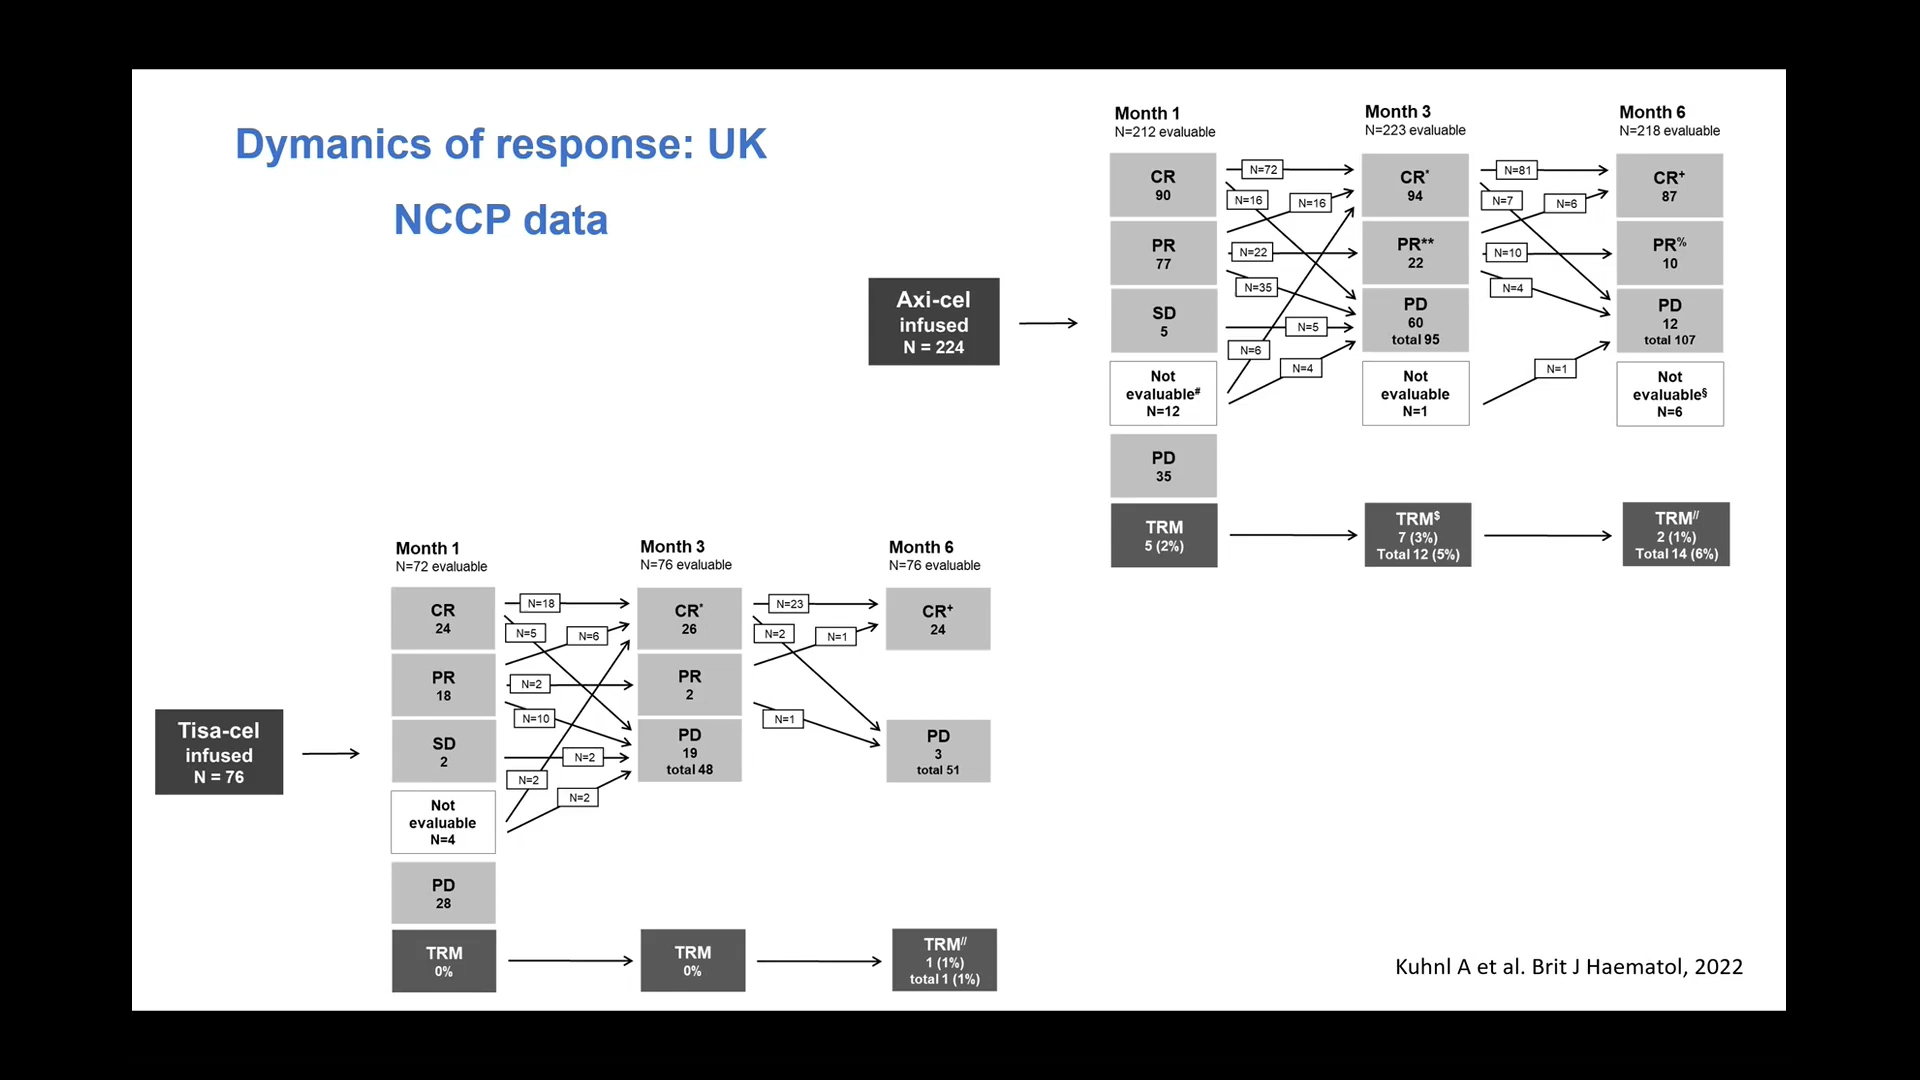 Dymanics of response: UK
NCCP data
Axi-cel
infused
N = 224
Month 1
N=212 evaluable
CR
90
PR
77
SD
5
Not
evaluable#
N=12
PD
35
TRM
5 (2%)
N=72
N=16
N=16
N=22
N=35
N=5
N=6
N=4
Month 3
N=223 evaluable
CR*
94
PR**
22
PD
60
total 95
Not
evaluable
N=1
TRM$
7 (3%)
Total 12 (5%)
N=81
N=7
N=6
N=10
N=4
N=1
Month 6
N=218 evaluable
CR+
87
PR%
10
PD
12
total 107
Not
evaluable§
N=6
TRM//
2 (1%)
Total 14 (6%)
Tisa-cel
infused
N = 76
Month 1
N=72 evaluable
CR
24
PR
18
SD
2
Not
evaluable
N=4
PD
28
TRM
0%
N=18
N=5
N=6
N=2
N=10
N=2
N=2
N=2
Month 3
N=76 evaluable
CR*
26
PR
2
PD
19
total 48
TRM
0%
N=23
N=2
N=1
N=1
Month 6
N=76 evaluable
CR+
24
PD
3
total 51
TRM//
1 (1%)
total 1 (1%)
Kuhnl A et al. Brit J Haematol, 2022